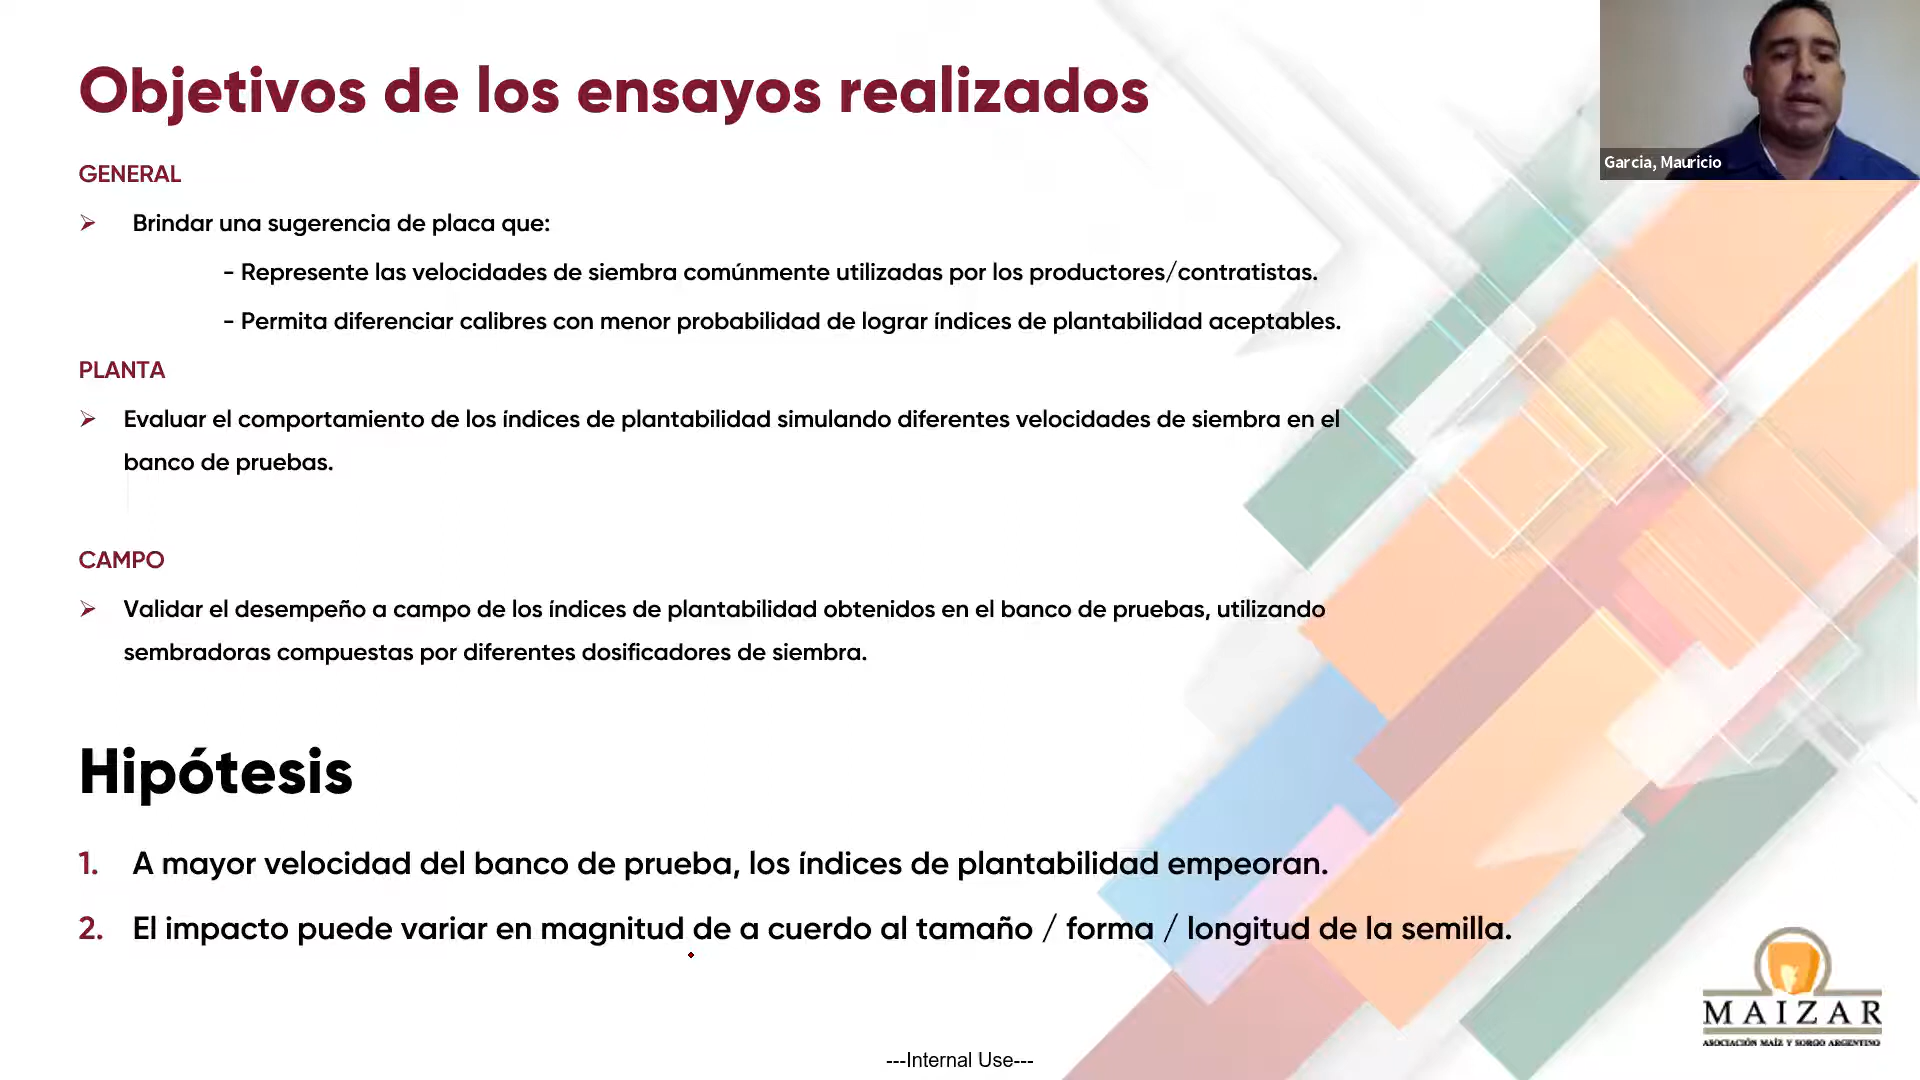 Objetivos de los ensayos realizados
GENERAL
Brindar una sugerencia de placa que:
- Represente las velocidades de siembra comúnmente utilizadas por los productores/contratistas.
- Permita diferenciar calibres con menor probabilidad de lograr índices de plantabilidad aceptables.
PLANTA
Evaluar el comportamiento de los índices de plantabilidad simulando diferentes velocidades de siembra en el
banco de pruebas.
CAMPO
Validar el desempeño a campo de los índices de plantabilidad obtenidos en el banco de pruebas, utilizando
sembradoras compuestas por diferentes dosificadores de siembra.
Hipótesis
1. A mayor velocidad del banco de prueba, los índices de plantabilidad empeoran.
2. El impacto puede variar en magnitud de a cuerdo al tamaño / forma / longitud de la semilla.
Garcia, Mauricio
MAIZAR
ASOCIACIÓN MAÍZ Y SORGO ARGENTINO
---Internal Use---